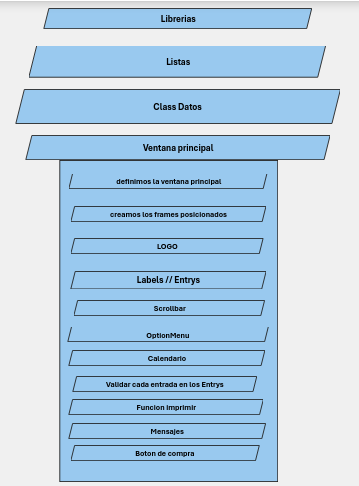 Librerias
Listas
Class Datos
Ventana principal
definimos la ventana principal
creamos los frames posicionados
LOGO
Labels // Entrys
Scrollbar
OptionMenu
Calendario
Validar cada entrada en los Entrys
Funcion imprimir
Mensajes
Boton de compra